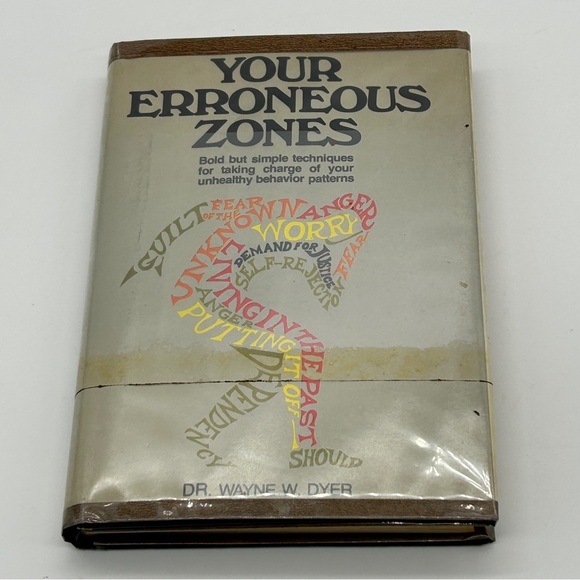 YOUR
ERRONEOUS
ZONES
Bold but simple techniques
for taking charge of your
unhealthy behavior patterns
GUILT
FEAR
OF THE
UNKNOWN
ANGER
WORRY
FEAR
DEMAND FOR JUSTICE
SELF-REJECTION
LIVING IN THE PAST
ANGER
PUTTING IT OFF
DEPENDENCY
SHOULD
DR. WAYNE W. DYER